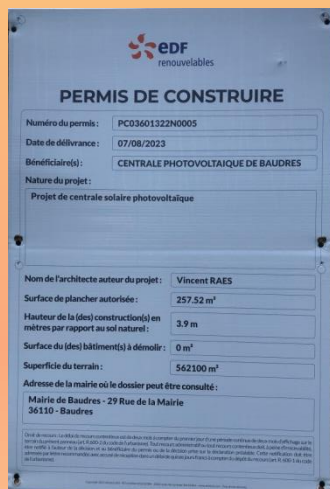 edf
renouvelables
PERMIS DE CONSTRUIRE
Numéro du permis : PC03601322N0005
Date de délivrance : 07/08/2023
Bénéficiaire(s) : CENTRALE PHOTOVOLTAIQUE DE BAUDRES
Nature du projet :
Projet de centrale solaire photovoltaïque
Nom de l'architecte auteur du projet : Vincent RAES
Surface de plancher autorisée : 257.52 m²
Hauteur de la (des) construction(s) en
mètres par rapport au sol naturel : 3.9 m
Surface du (des) bâtiment(s) à démolir : 0 m²
Superficie du terrain : 562100 m²
Adresse de la mairie où le dossier peut être consulté :
Mairie de Baudres - 29 Rue de la Mairie
36110 - Baudres